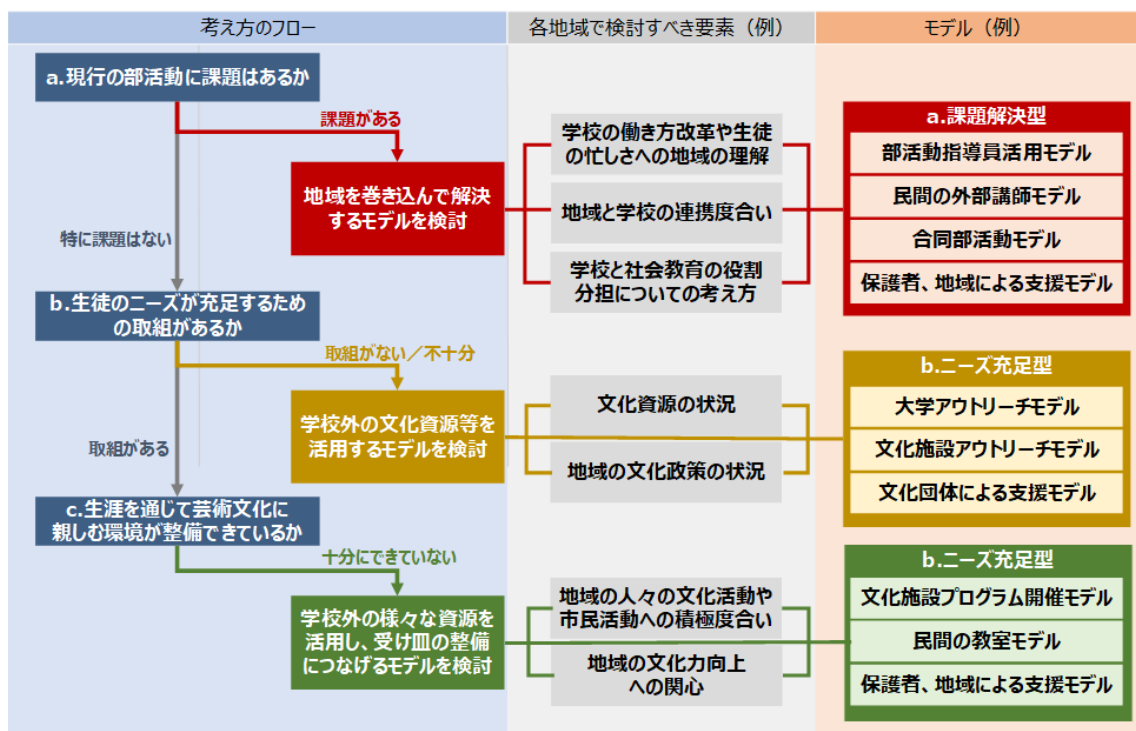 考え方のフロー
各地域で検討すべき要素（例）
モデル（例）
a.現行の部活動に課題はあるか
課題がある
地域を巻き込んで解決
するモデルを検討
学校の働き方改革や生徒
の忙しさへの地域の理解
地域と学校の連携度合い
学校と社会教育の役割
分担についての考え方
a.課題解決型
部活動指導員活用モデル
民間の外部講師モデル
合同部活動モデル
保護者、地域による支援モデル
特に課題はない
b.生徒のニーズが充足するため
の取組があるか
取組がない／不十分
学校外の文化資源等を
活用するモデルを検討
文化資源の状況
地域の文化政策の状況
b.ニーズ充足型
大学アウトリーチモデル
文化施設アウトリーチモデル
文化団体による支援モデル
取組がある
c.生涯を通じて芸術文化に
親しむ環境が整備できているか
十分にできていない
学校外の様々な資源を
活用し、受け皿の整備
につなげるモデルを検討
地域の人々の文化活動や
市民活動への積極度合い
地域の文化力向上
への関心
b.ニーズ充足型
文化施設プログラム開催モデル
民間の教室モデル
保護者、地域による支援モデル